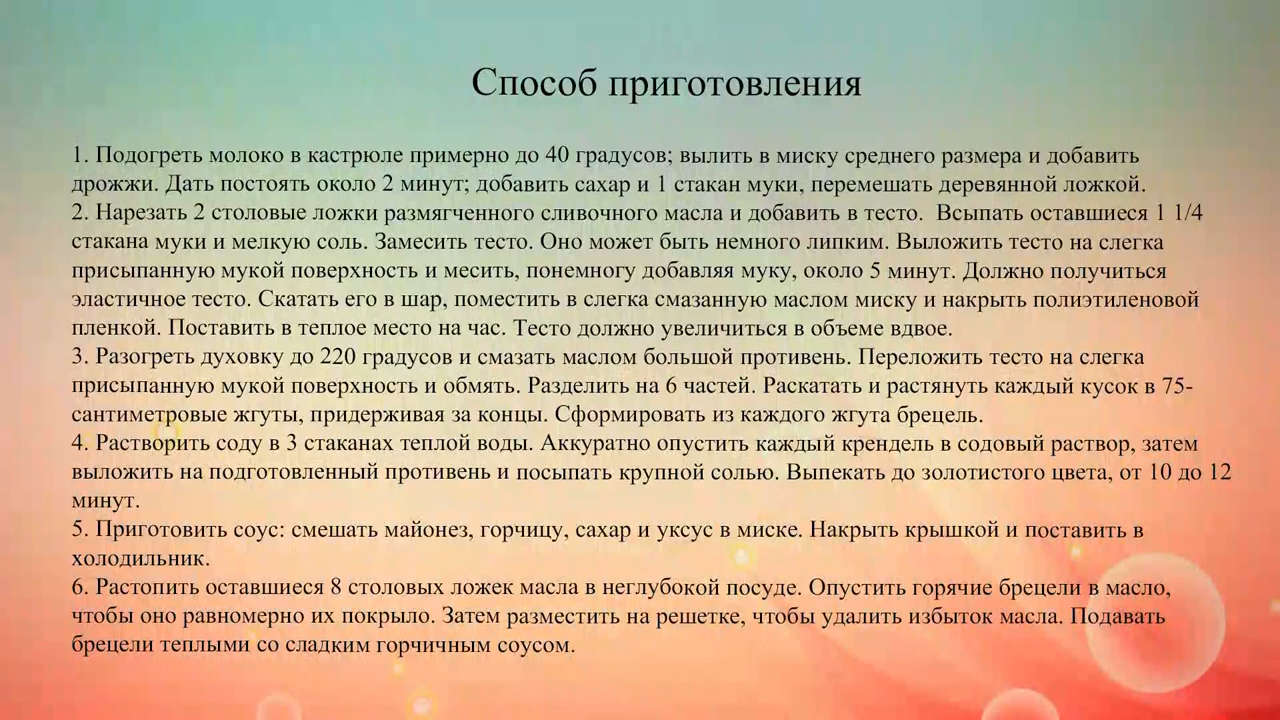 Способ приготовления
1. Подогреть молоко в кастрюле примерно до 40 градусов; вылить в миску среднего размера и добавить
дрожжи. Дать постоять около 2 минут; добавить сахар и 1 стакан муки, перемешать деревянной ложкой.
2. Нарезать 2 столовые ложки размягченного сливочного масла и добавить в тесто.  Всыпать оставшиеся 1 1/4
стакана муки и мелкую соль. Замесить тесто. Оно может быть немного липким. Выложить тесто на слегка
присыпанную мукой поверхность и месить, понемногу добавляя муку, около 5 минут. Должно получиться
эластичное тесто. Скатать его в шар, поместить в слегка смазанную маслом миску и накрыть полиэтиленовой
пленкой. Поставить в теплое место на час. Тесто должно увеличиться в объеме вдвое.
3. Разогреть духовку до 220 градусов и смазать маслом большой противень. Переложить тесто на слегка
присыпанную мукой поверхность и обмять. Разделить на 6 частей. Раскатать и растянуть каждый кусок в 75-
сантиметровые жгуты, придерживая за концы. Сформировать из каждого жгута брецель.
4. Растворить соду в 3 стаканах теплой воды. Аккуратно опустить каждый крендель в содовый раствор, затем
выложить на подготовленный противень и посыпать крупной солью. Выпекать до золотистого цвета, от 10 до 12
минут.
5. Приготовить соус: смешать майонез, горчицу, сахар и уксус в миске. Накрыть крышкой и поставить в
холодильник.
6. Растопить оставшиеся 8 столовых ложек масла в неглубокой посуде. Опустить горячие брецели в масло,
чтобы оно равномерно их покрыло. Затем разместить на решетке, чтобы удалить избыток масла. Подавать
брецели теплыми со сладким горчичным соусом.